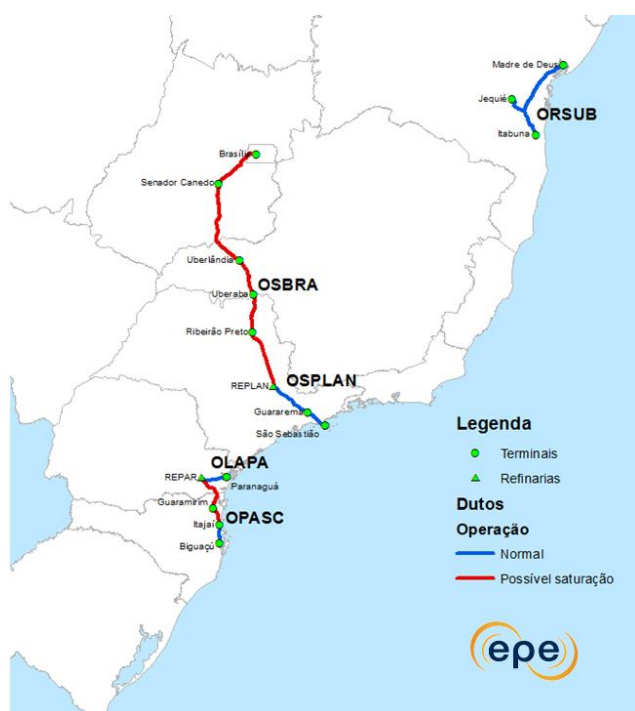 Madre de Deus
Jequié
ORSUB
Itabuna
Brasília
Senador Canedo
Uberlândia
Uberaba
OSBRA
Ribeirão Preto
REPLAN
OSPLAN
Guararema
São Sebastião
OLAPA
REPAR
Paranaguá
Guaramirim
OPASC
Itajaí
Biguaçú
Legenda
Terminais
Refinarias
Dutos
Operação
Normal
Possível saturação
epe